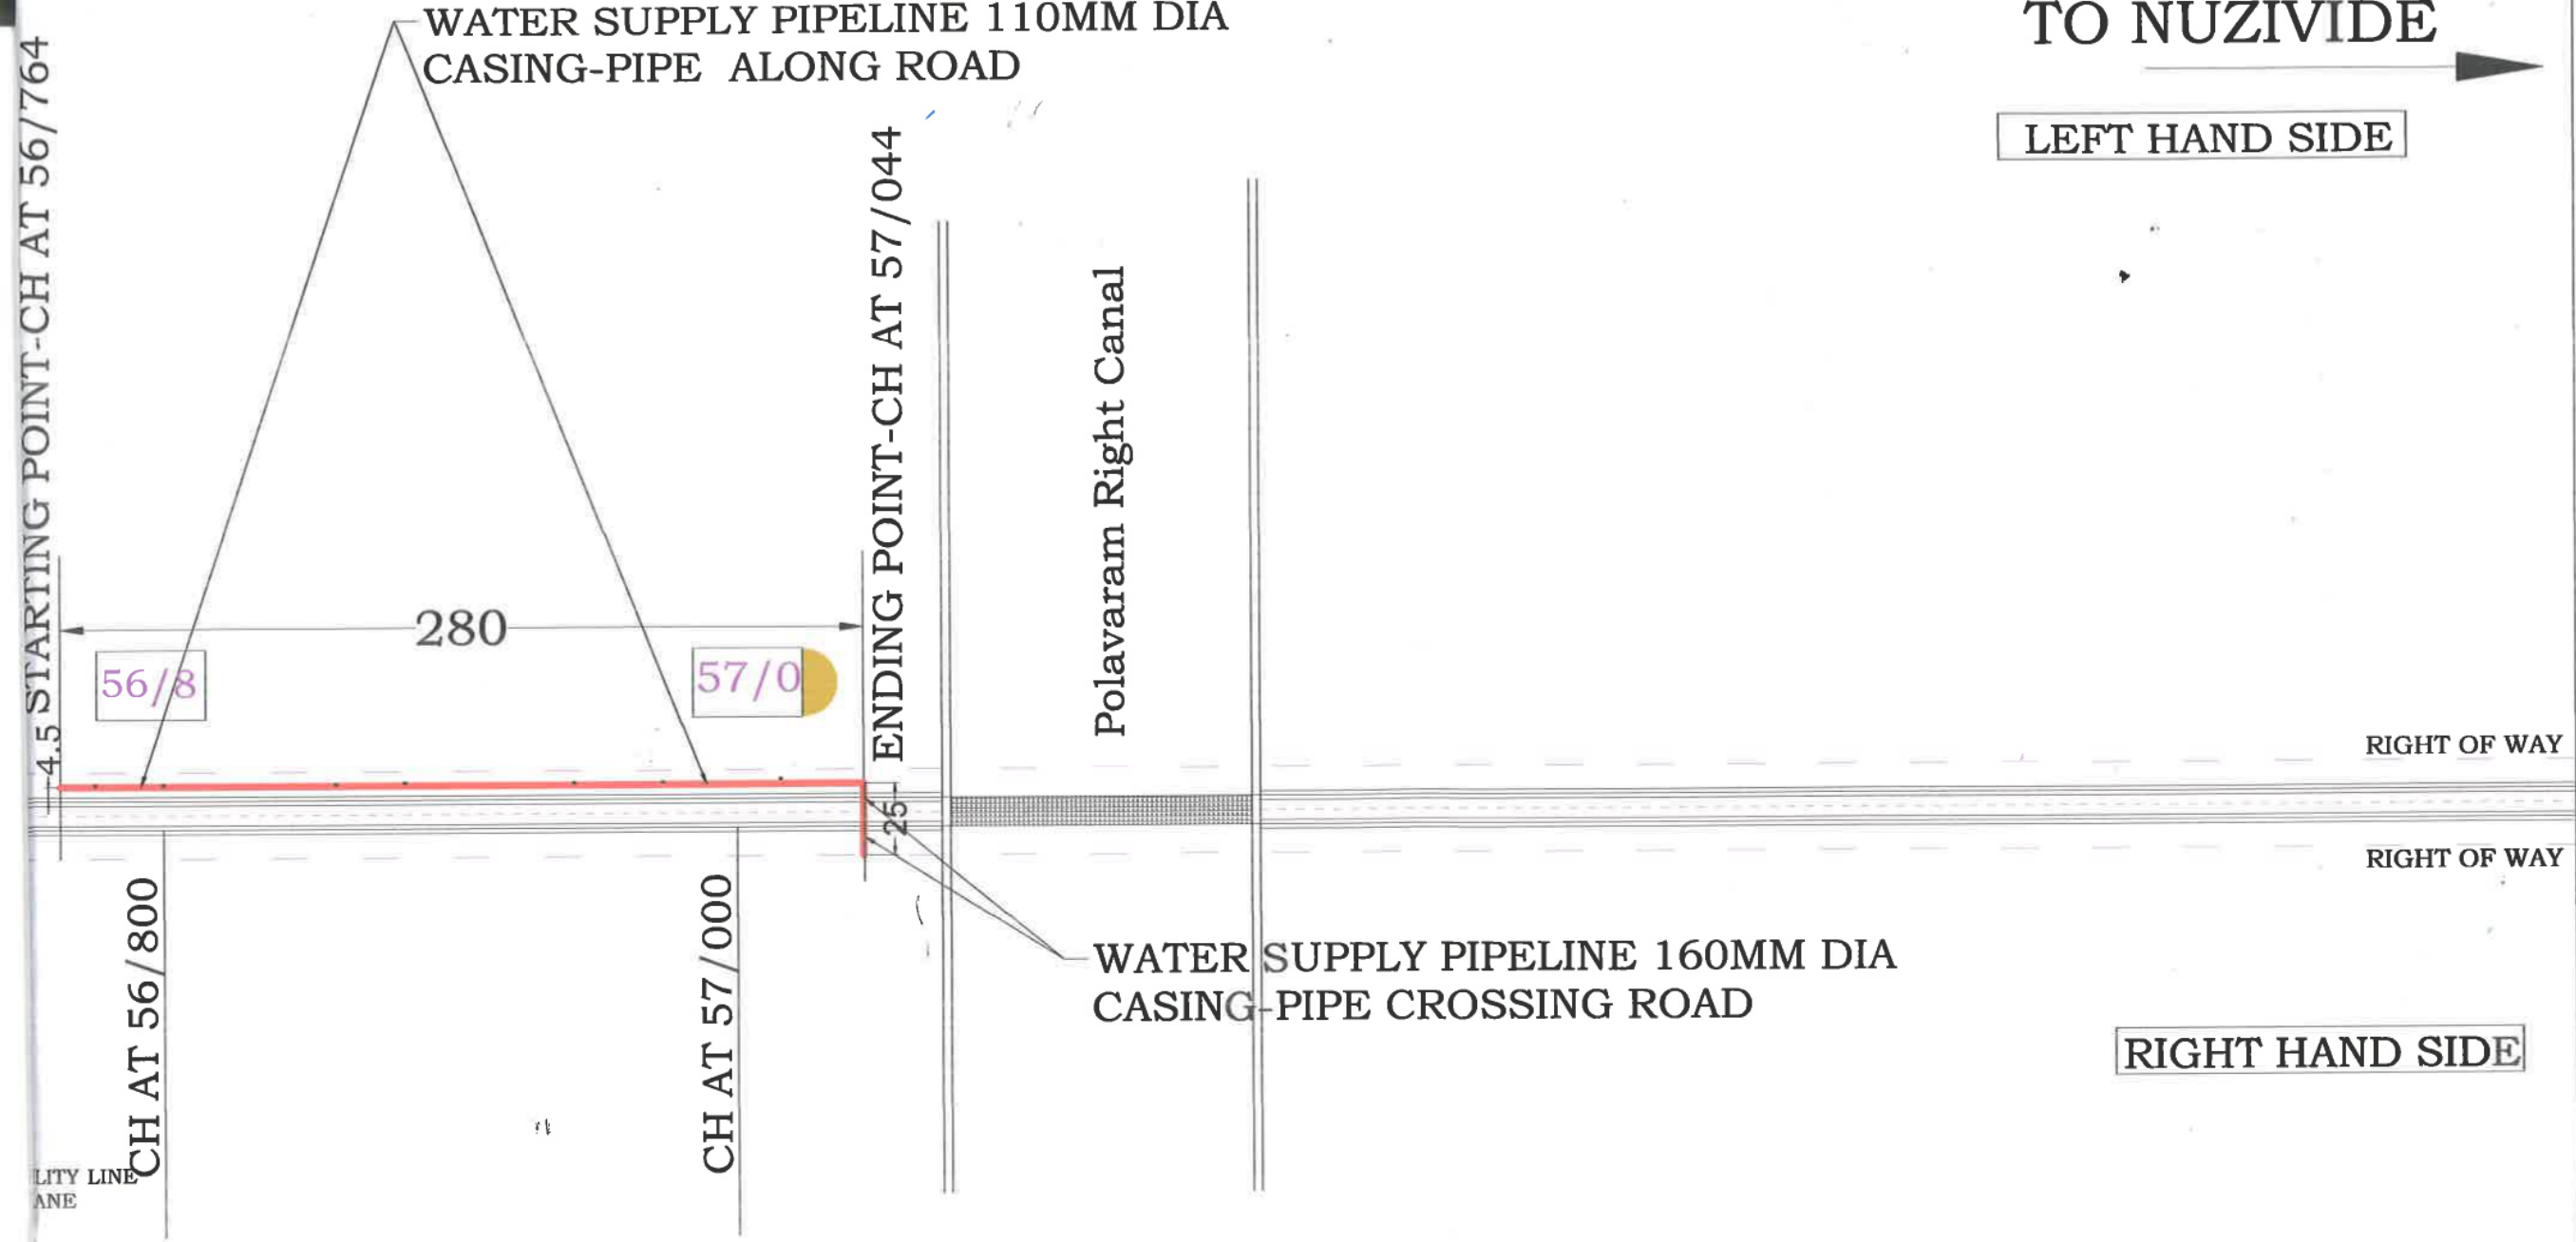 WATER SUPPLY PIPELINE 110MM DIA
CASING-PIPE ALONG ROAD
TO NUZIVIDE
LEFT HAND SIDE
STARTING POINT-CH AT 56/764
ENDING POINT-CH AT 57/044
Polavaram Right Canal
280
56/8
57/0
4.5
25
RIGHT OF WAY
RIGHT OF WAY
CH AT 56/800
CH AT 57/000
WATER SUPPLY PIPELINE 160MM DIA
CASING-PIPE CROSSING ROAD
RIGHT HAND SIDE
LITY LINE
ANE